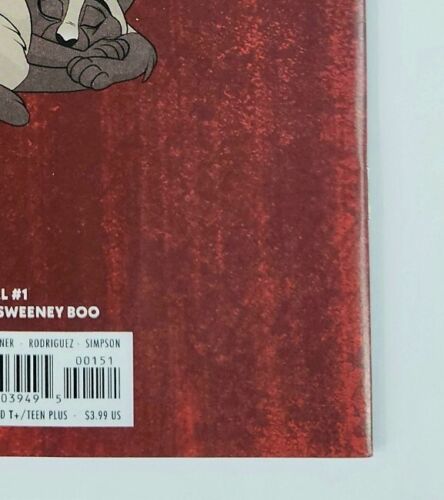 L #1
SWEENEY BOO
NER · RODRIGUEZ · SIMPSON
00151
03949 5
D T+/TEEN PLUS · $3.99 US